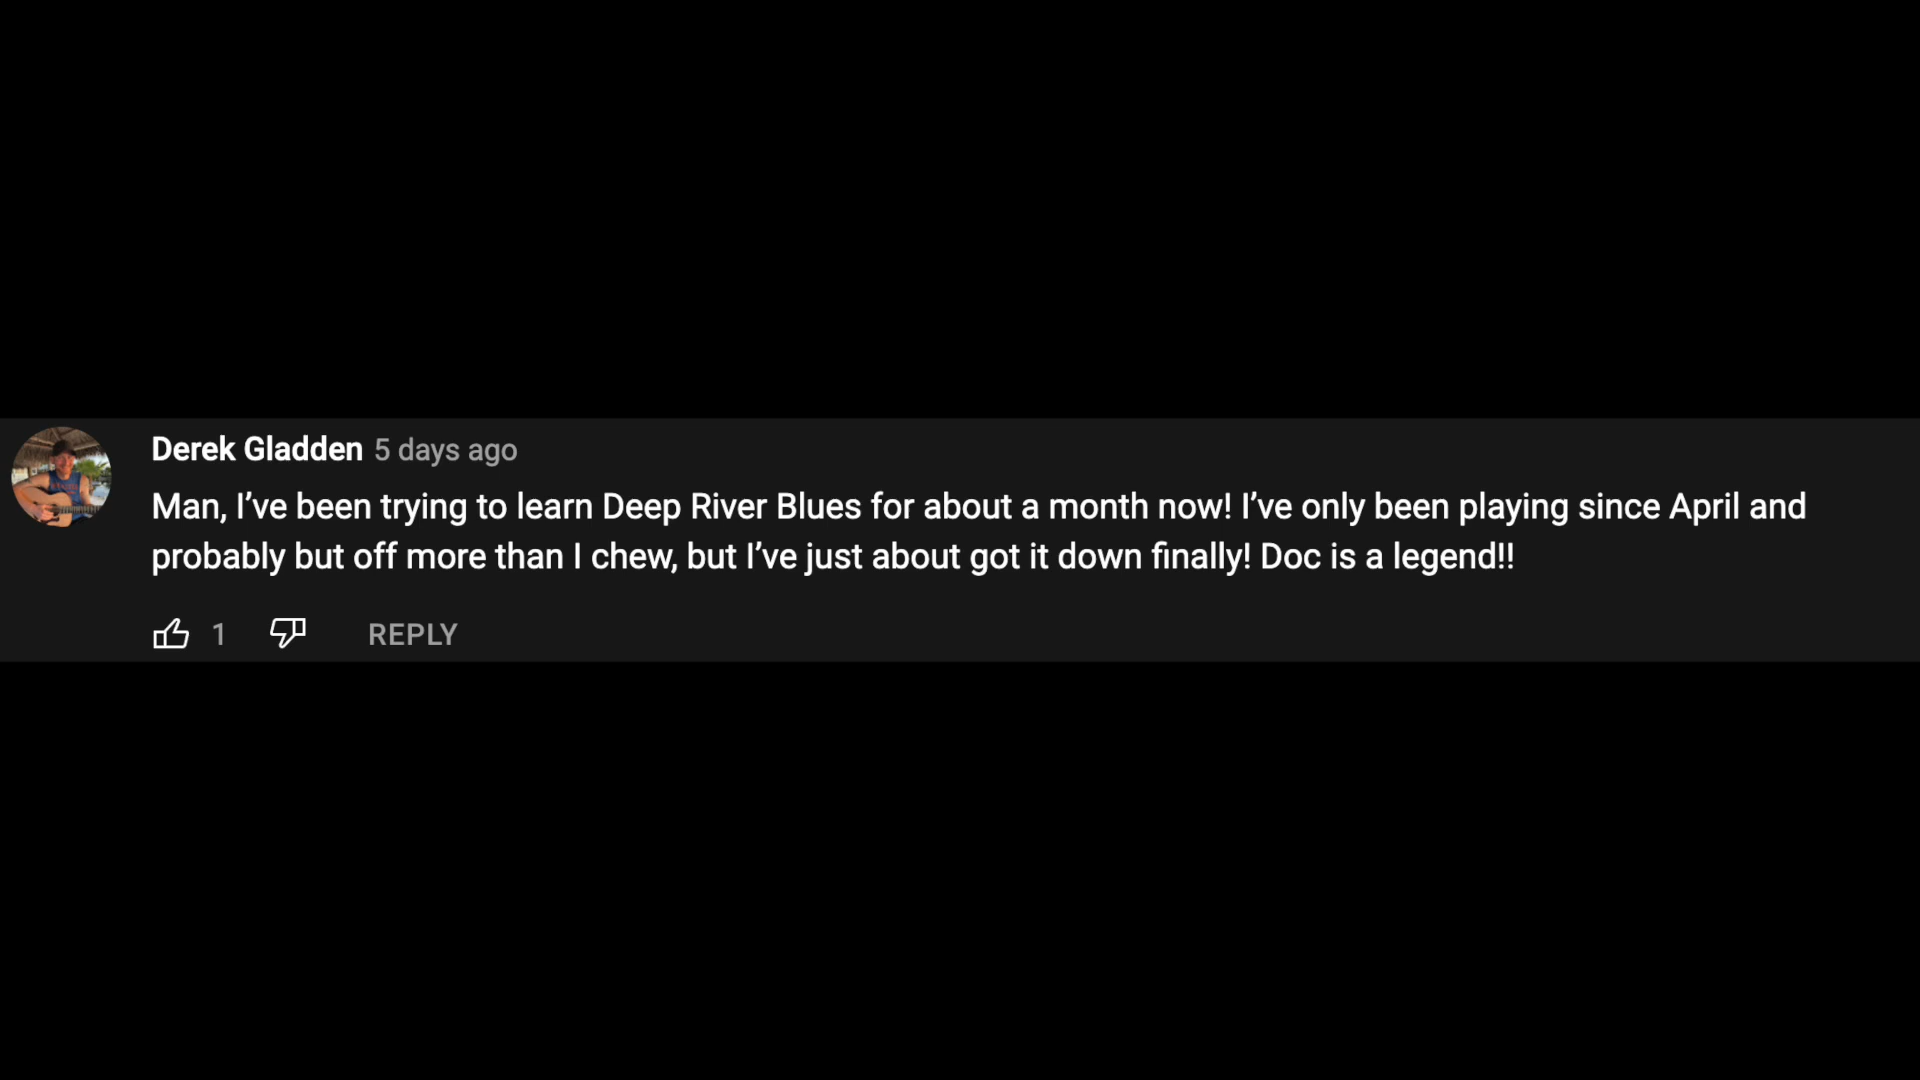 Derek Gladden 5 days ago
Man, I’ve been trying to learn Deep River Blues for about a month now! I’ve only been playing since April and
probably but off more than I chew, but I’ve just about got it down finally! Doc is a legend!!
1 REPLY